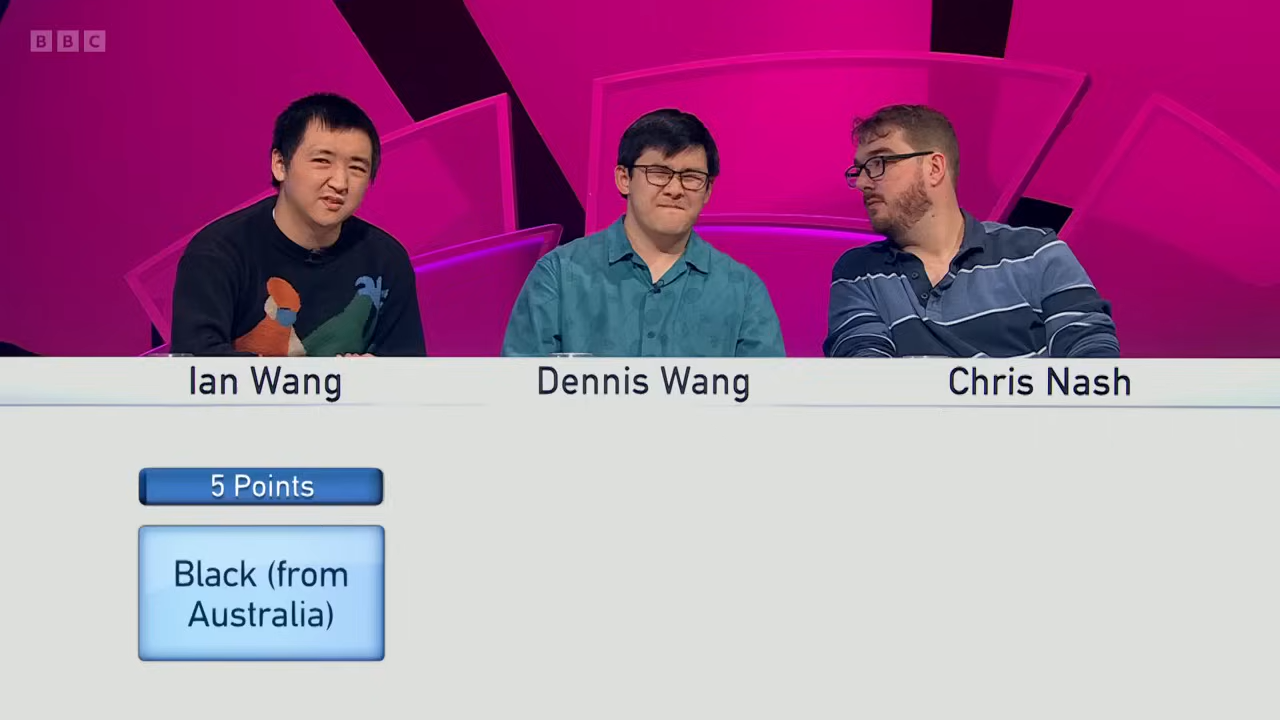 BBC
Ian Wang
Dennis Wang
Chris Nash
5 Points
Black (from
Australia)